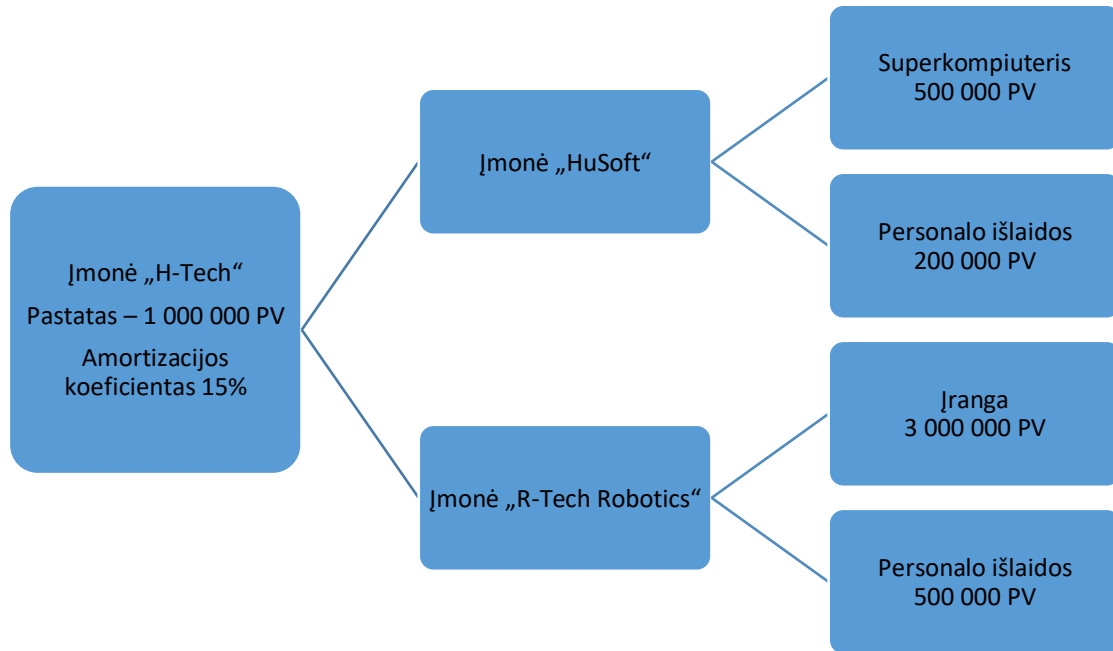 Įmonė „H-Tech“
Pastatas – 1 000 000 PV
Amortizacijos
koeficientas 15%
Įmonė „HuSoft“
Superkompiuteris
500 000 PV
Personalo išlaidos
200 000 PV
Įmonė „R-Tech Robotics“
Įranga
3 000 000 PV
Personalo išlaidos
500 000 PV